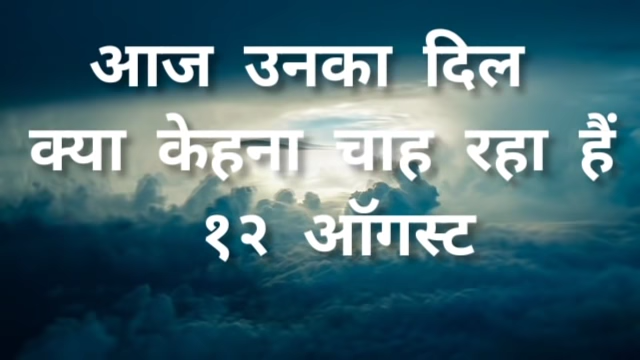 आज उनका दिल
क्या केहना चाह रहा हैं
१२ ऑगस्ट